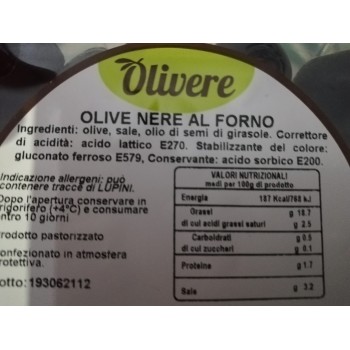 Olivere
OLIVE NERE AL FORNO
Ingredienti: olive, sale, olio di semi di girasole. Correttore
di acidità: acido lattico E270. Stabilizzante del colore:
gluconato ferroso E579, Conservante: acido sorbico E200.
Indicazione allergeni: può
contenere tracce di LUPINI.
Dopo l'apertura conservare in
rigorifero (+4°C) e consumare
ntro 10 giorni
rodotto pastorizzato
onfezionato in atmosfera
rotettiva.
otto:193062112
VALORI NUTRIZIONALI
medi per 100g di prodotto
Energia 187 Kcal/768 kJ
Grassi g 18.7
di cui acidi grassi saturi g 2.5
Carboidrati g 0.5
di cui zuccheri g 0.1
Proteine g 1.7
Sale g 3.2